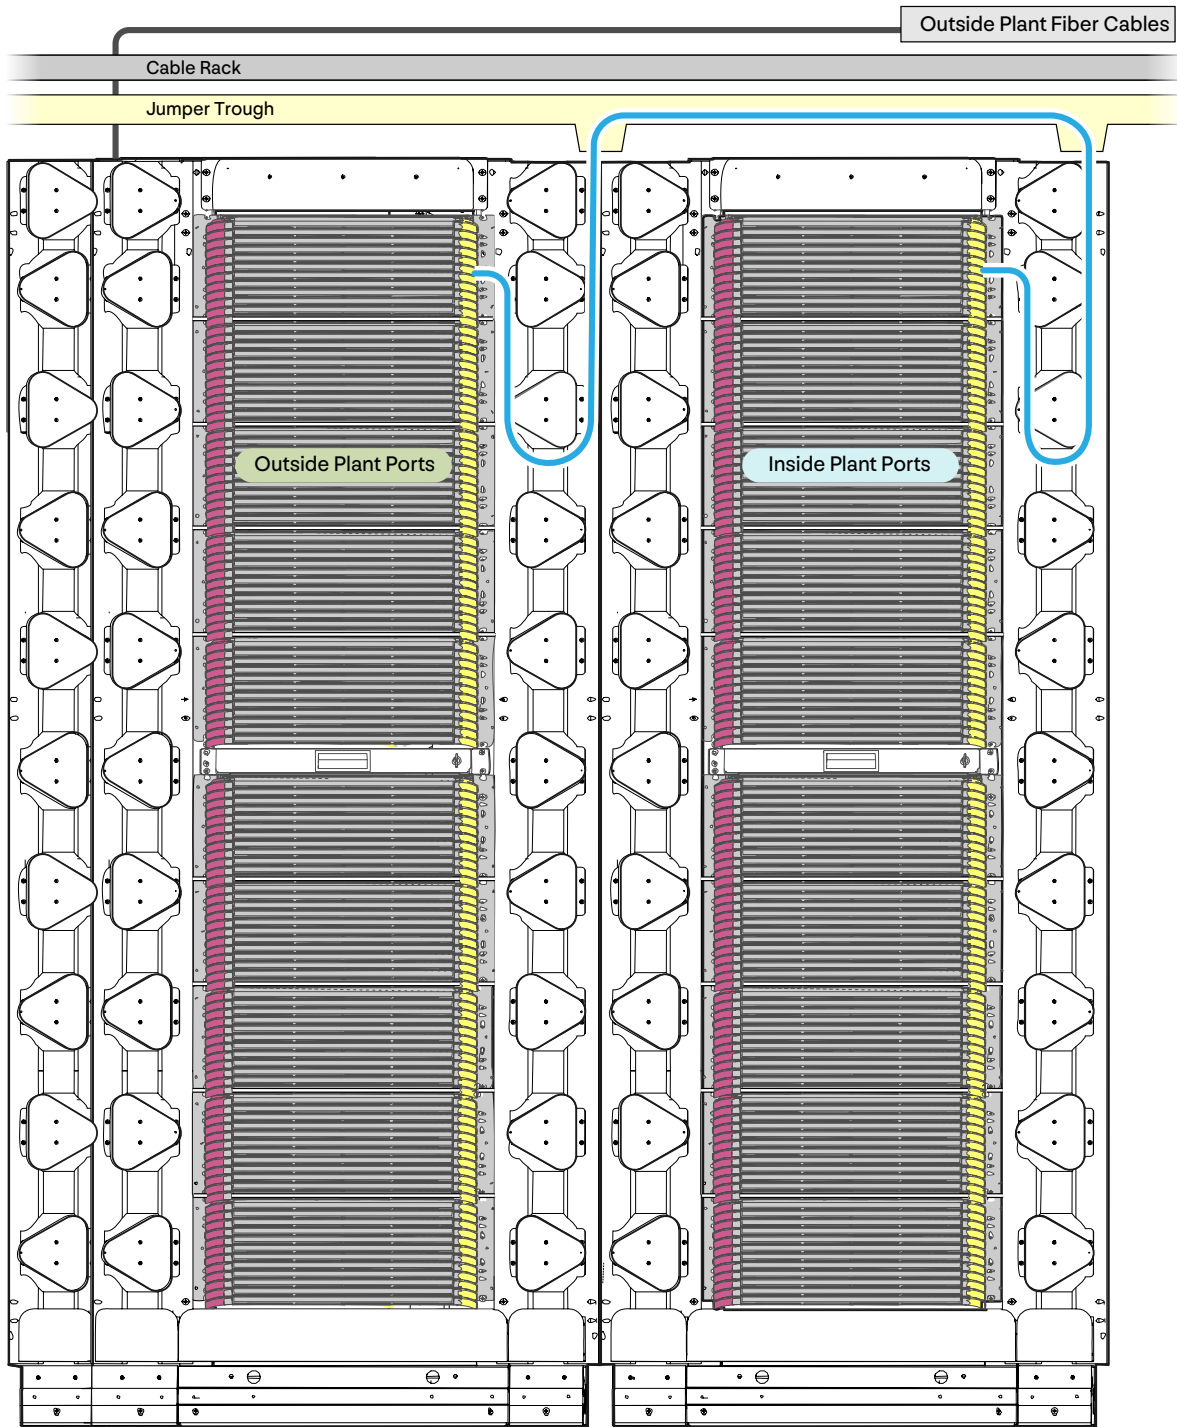 Outside Plant Fiber Cables
Cable Rack
Jumper Trough
Outside Plant Ports
Inside Plant Ports